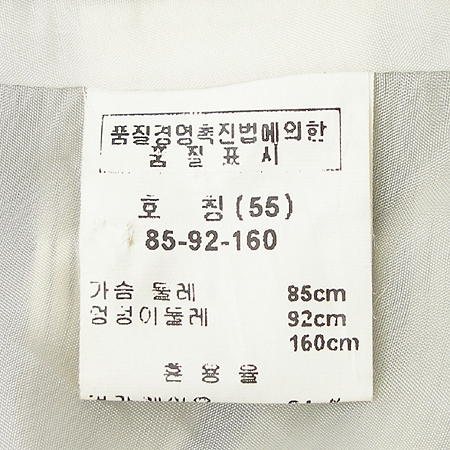 품질경영촉진법에의한
품 질 표 시
호 칭 (55)
85-92-160
가슴 둘레 85cm
엉덩이둘레 92cm
160cm
혼 용 율